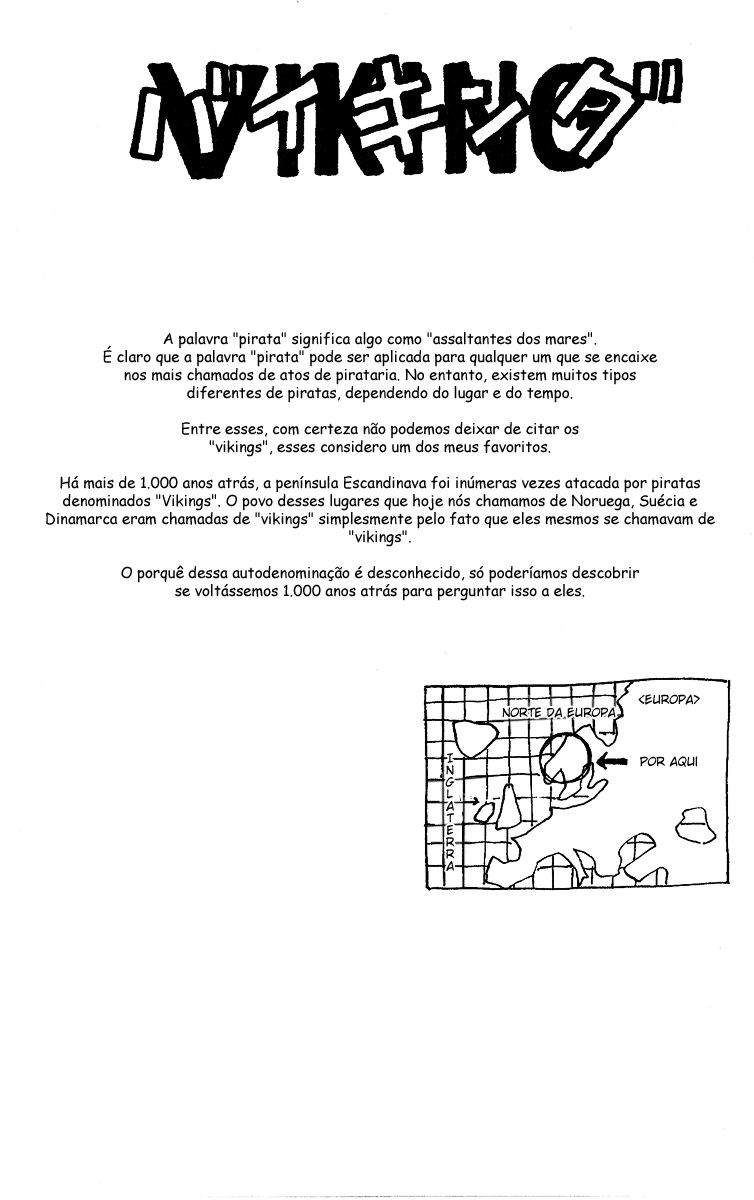 VIKING
バイキング
A palavra "pirata" significa algo como "assaltantes dos mares".
É claro que a palavra "pirata" pode ser aplicada para qualquer um que se encaixe
nos mais chamados de atos de pirataria. No entanto, existem muitos tipos
diferentes de piratas, dependendo do lugar e do tempo.
Entre esses, com certeza não podemos deixar de citar os
"vikings", esses considero um dos meus favoritos.
Há mais de 1.000 anos atrás, a península Escandinava foi inúmeras vezes atacada por piratas
denominados "Vikings". O povo desses lugares que hoje nós chamamos de Noruega, Suécia e
Dinamarca eram chamadas de "vikings" simplesmente pelo fato que eles mesmos se chamavam de
"vikings".
O porquê dessa autodenominação é desconhecido, só poderíamos descobrir
se voltássemos 1.000 anos atrás para perguntar isso a eles.
<EUROPA>
NORTE DA EUROPA
POR AQUI
INGLATERRA